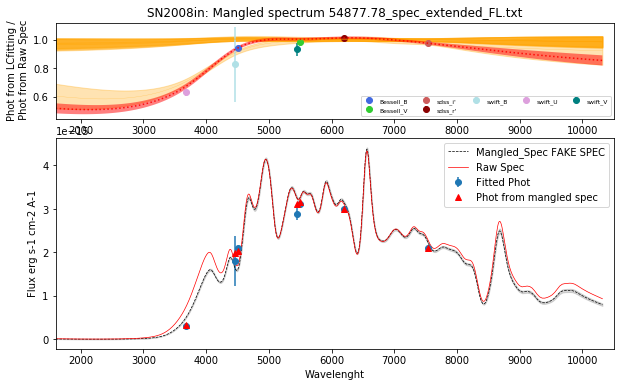 SN2008in: Mangled spectrum 54877.78_spec_extended_FL.txt
Phot from LCfitting /
Phot from Raw Spec
1.0
0.8
0.6
Bessell_B
Bessell_V
sdss_i'
sdss_r'
swift_B
swift_U
swift_V
2000 3000 4000 5000 6000 7000 8000 9000 10000
Flux erg s-1 cm-2 A-1
4
3
2
1
0
Mangled_Spec FAKE SPEC
Raw Spec
Fitted Phot
Phot from mangled spec
2000 3000 4000 5000 6000 7000 8000 9000 10000
Wavelenght